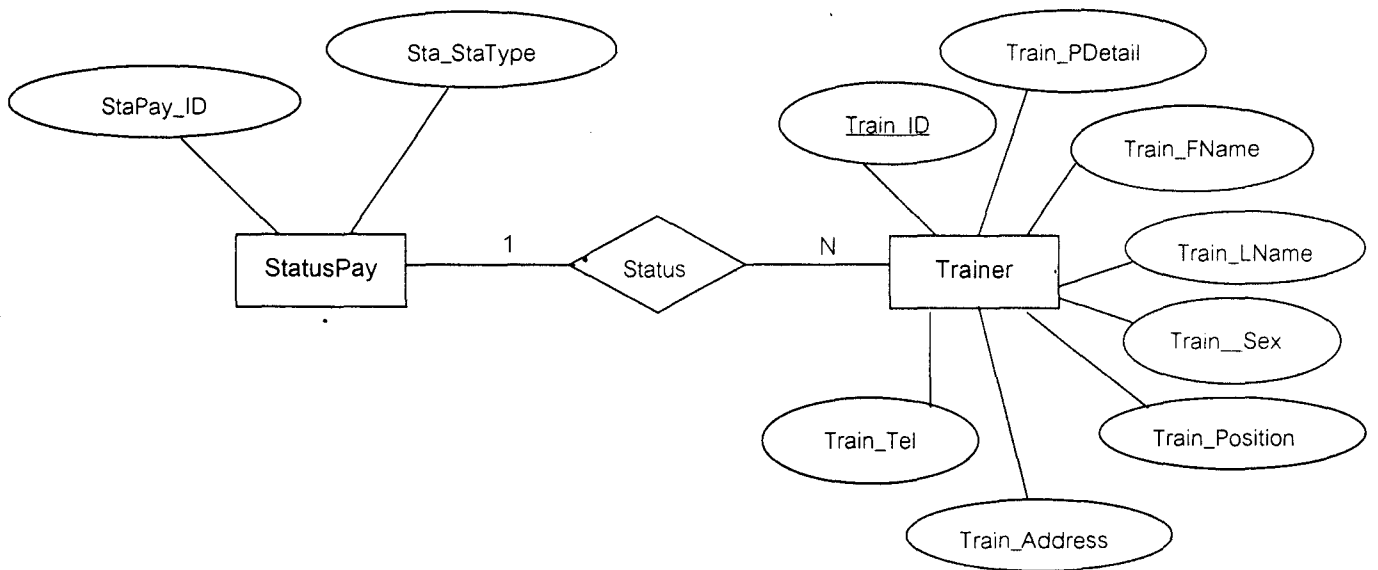 Sta_StaType
Train_PDetail
StaPay_ID
Train_ID
Train_FName
StatusPay
1
Status
N
Trainer
Train_LName
Train__Sex
Train_Tel
Train_Position
Train_Address